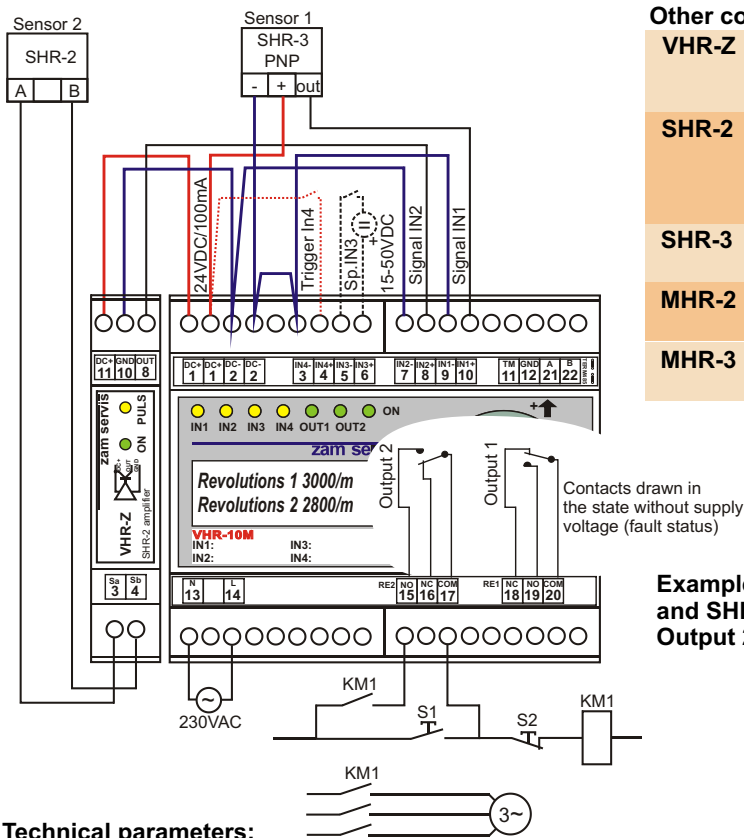 Sensor 2
SHR-2
A B
Sensor 1
SHR-3
PNP
- + out
Other co
VHR-Z
SHR-2
SHR-3
MHR-2
MHR-3
24VDC/100mA
Trigger In4
Sp.IN3
+
15-50VDC
Signal IN2
Signal IN1
DC+ GND OUT
11 10 8
DC+ DC+ DC- DC-
1 1 2 2
IN4- IN4+ IN3- IN3+
3 4 5 6
IN2- IN2+ IN1- IN1+
7 8 9 10
TM GND A B
11 12 21 22
zam servis
ON PULS
DC+
OUT
GND
VHR-Z
SHR-2 amplifier
Sa Sb
3 4
IN1 IN2 IN3 IN4 OUT1 OUT2 ON
+
zam se
Revolutions 1 3000/m
Revolutions 2 2800/m
VHR-10M
IN1: IN3:
IN2: IN4:
Output 2
Output 1
Contacts drawn in
the state without supply
voltage (fault status)
N L
13 14
RE2 NO NC COM
15 16 17
RE1 NC NO COM
18 19 20
Example
and SH
Output 2
~
230VAC
KM1
S1
S2
KM1
KM1
3~
Technical parameters: